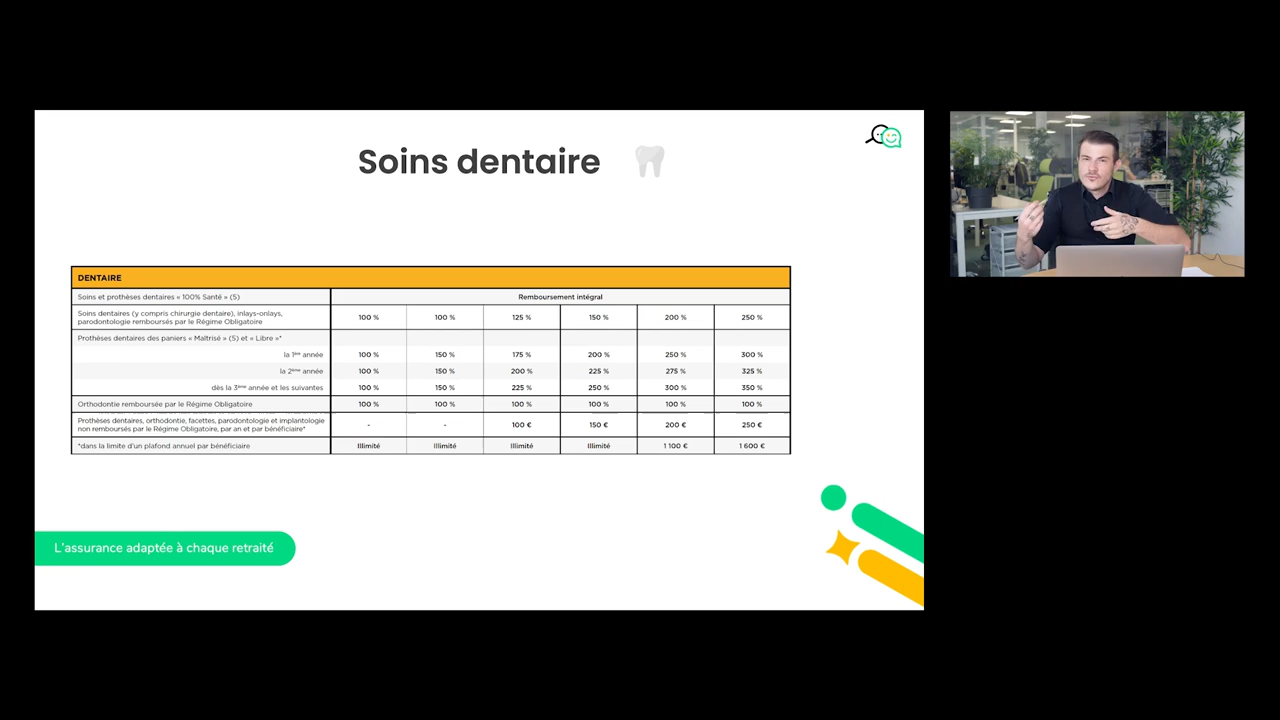 Soins dentaire
DENTAIRE
Soins et prothèses dentaires « 100% Santé » (5) Remboursement intégral
Soins dentaires (y compris chirurgie dentaire), inlays-onlays,
parodontologie remboursés par le Régime Obligatoire 100 % 100 % 125 % 150 % 200 % 250 %
Prothèses dentaires des paniers « Maîtrisé » (5) et « Libre »*
la 1ère année 100 % 150 % 175 % 200 % 250 % 300 %
la 2ème année 100 % 150 % 200 % 225 % 275 % 325 %
dès la 3ème année et les suivantes 100 % 150 % 225 % 250 % 300 % 350 %
Orthodontie remboursée par le Régime Obligatoire 100 % 100 % 100 % 100 % 100 % 100 %
Prothèses dentaires, orthodontie, facettes, parodontologie et implantologie
non remboursés par le Régime Obligatoire, par an et par bénéficiaire* - - 100 € 150 € 200 € 250 €
*dans la limite d'un plafond annuel par bénéficiaire Illimité Illimité Illimité Illimité 1 100 € 1 600 €
L'assurance adaptée à chaque retraité